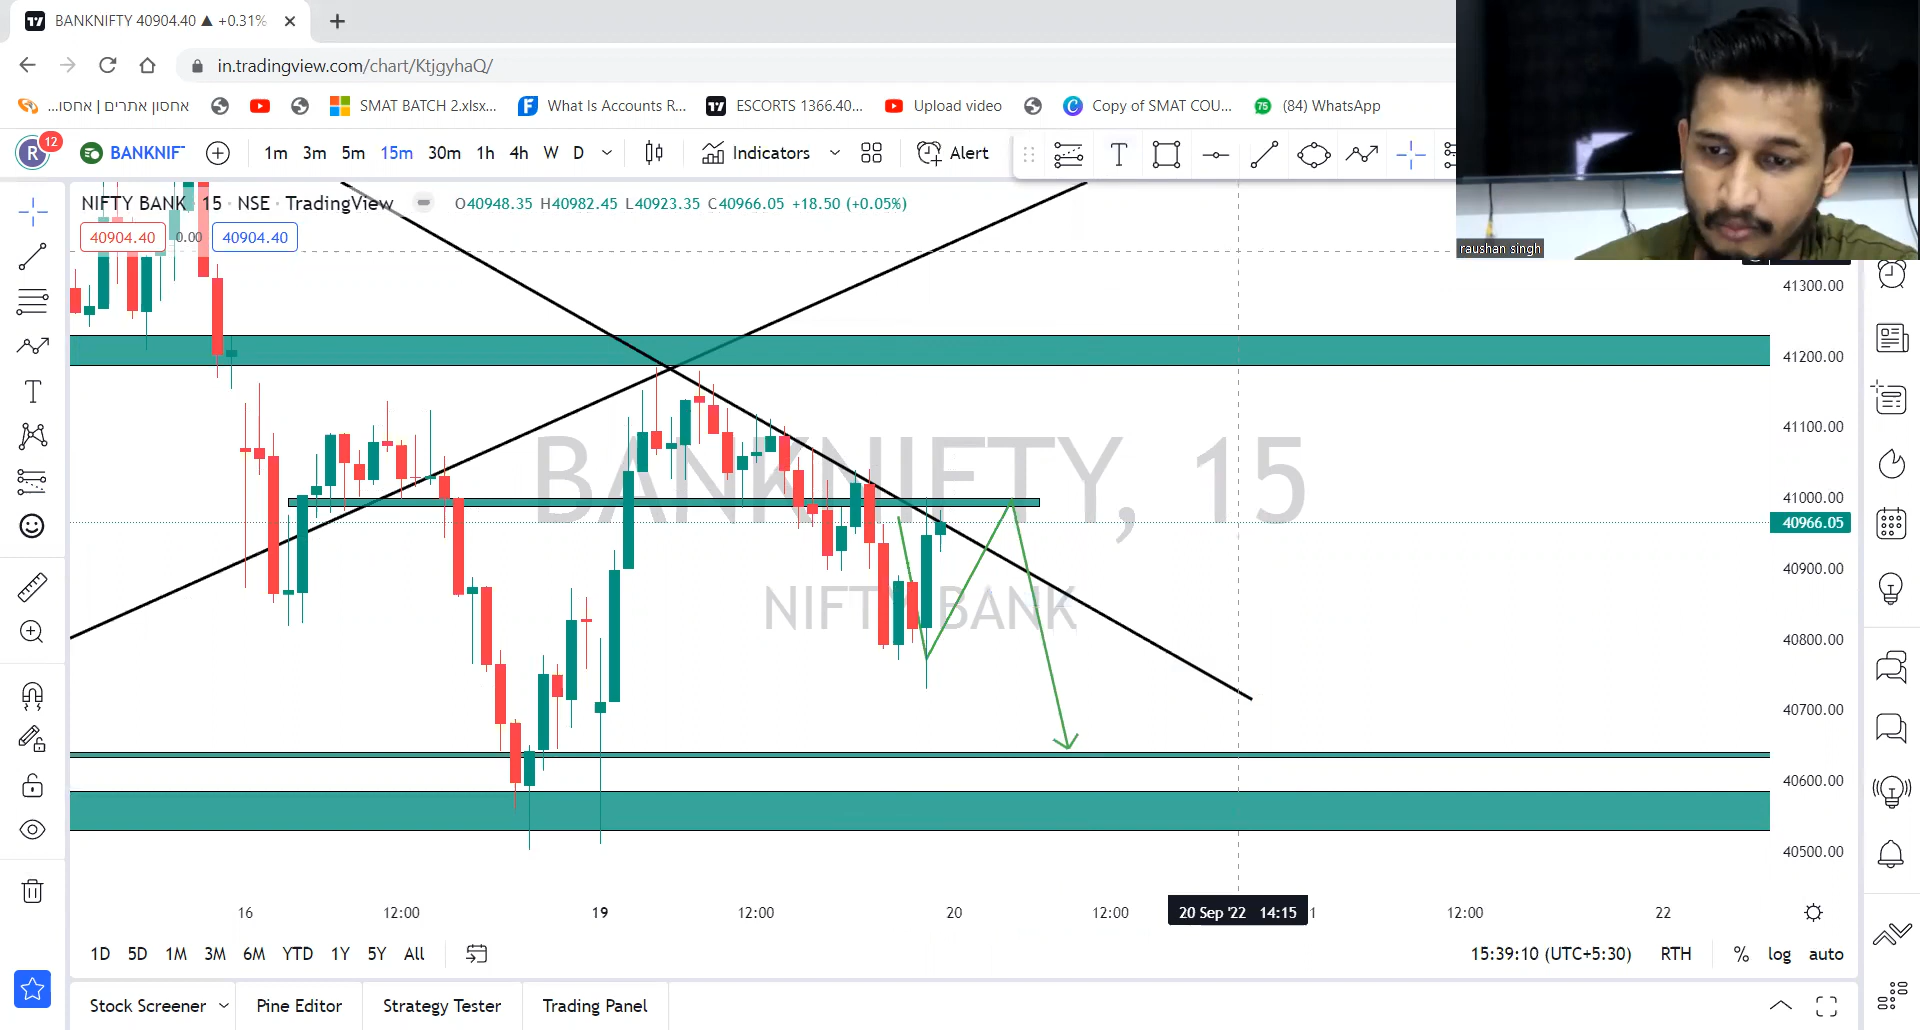 BANKNIFTY 40904.40 ▲ +0.31%
in.tradingview.com/chart/KtjgyhaQ/
אחסון אתרים | אחסו...
SMAT BATCH 2.xlsx...
What Is Accounts R...
ESCORTS 1366.40...
Upload video
Copy of SMAT COU...
75
(84) WhatsApp
R
12
BANKNIF
1m 3m 5m 15m 30m 1h 4h W D
Indicators
Alert
T
raushan singh
NIFTY BANK · 15 · NSE · TradingView
O40948.35 H40982.45 L40923.35 C40966.05 +18.50 (+0.05%)
40904.40 0.00 40904.40
BANKNIFTY, 15
NIFTY BANK
41300.00
41200.00
41100.00
41000.00
40966.05
40900.00
40800.00
40700.00
40600.00
40500.00
16 12:00 19 12:00 20 12:00 20 Sep '22 14:15 1 12:00 22
1D 5D 1M 3M 6M YTD 1Y 5Y All
15:39:10 (UTC+5:30) RTH % log auto
Stock Screener Pine Editor Strategy Tester Trading Panel